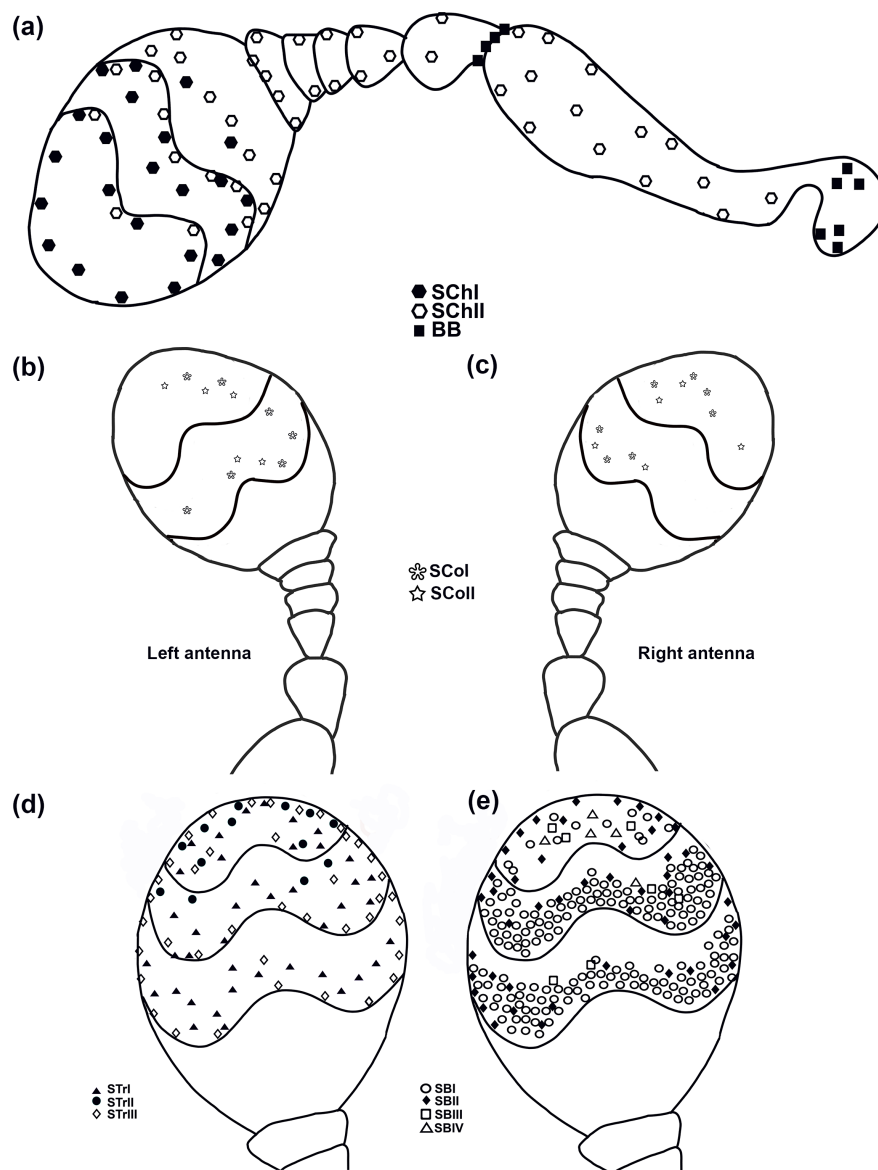 (a)
SChI
SChII
BB
(b)
(c)
SCoI
SCoII
Left antenna
Right antenna
(d)
(e)
STrI
STrII
STrIII
SBI
SBII
SBIII
SBIV